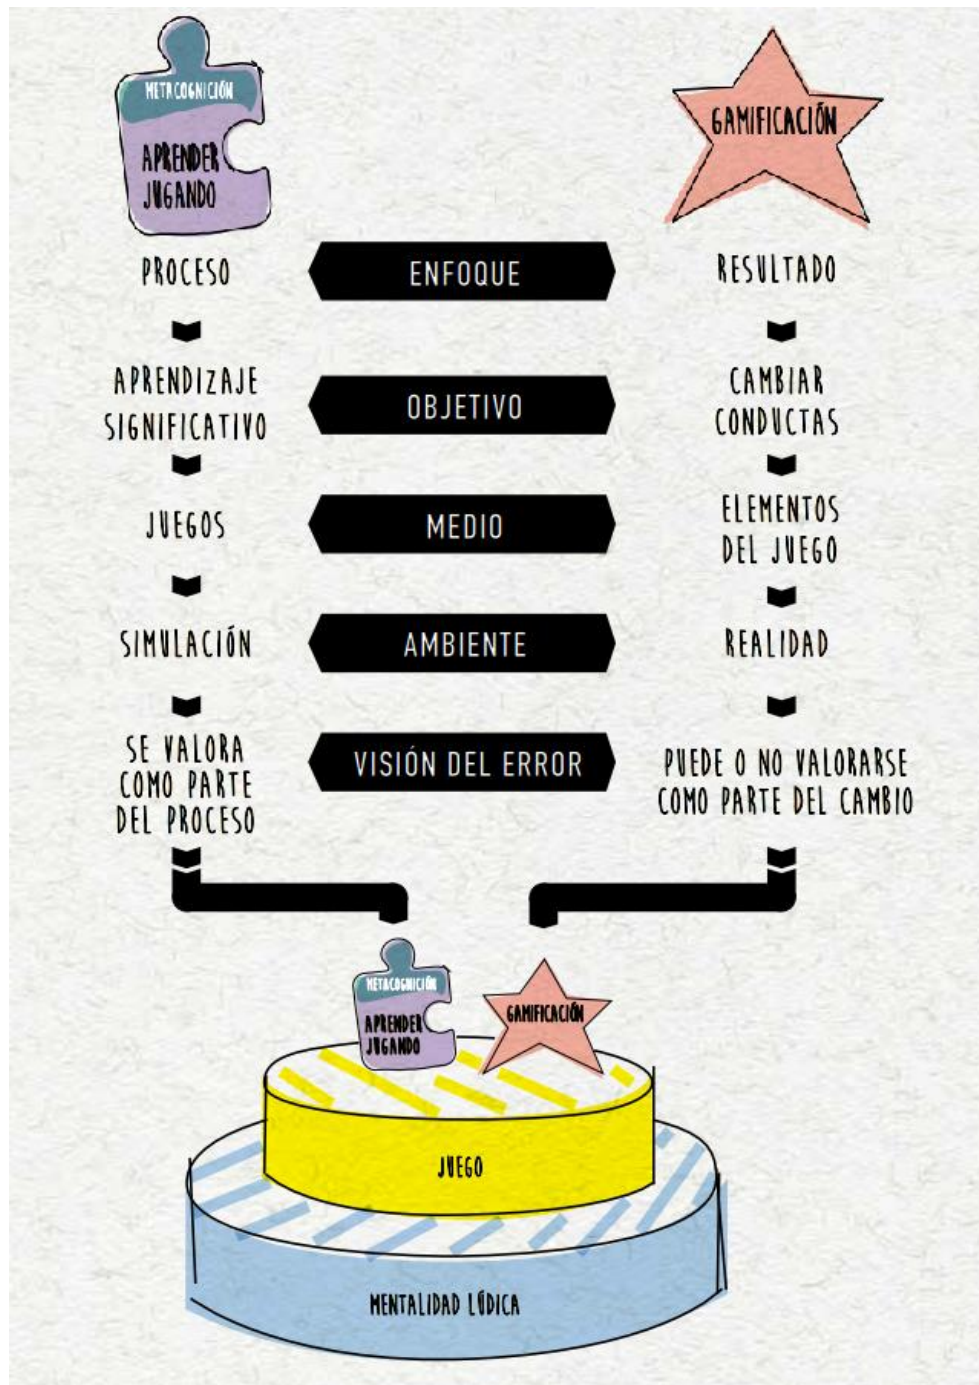 METACOGNICIÓN
APRENDER
JUGANDO
GAMIFICACIÓN
PROCESO
ENFOQUE
RESULTADO
APRENDIZAJE
SIGNIFICATIVO
OBJETIVO
CAMBIAR
CONDUCTAS
JUEGOS
MEDIO
ELEMENTOS
DEL JUEGO
SIMULACIÓN
AMBIENTE
REALIDAD
SE VALORA
COMO PARTE
DEL PROCESO
VISIÓN DEL ERROR
PUEDE O NO VALORARSE
COMO PARTE DEL CAMBIO
METACOGNICIÓN
APRENDER
JUGANDO
GAMIFICACIÓN
JUEGO
MENTALIDAD LÚDICA